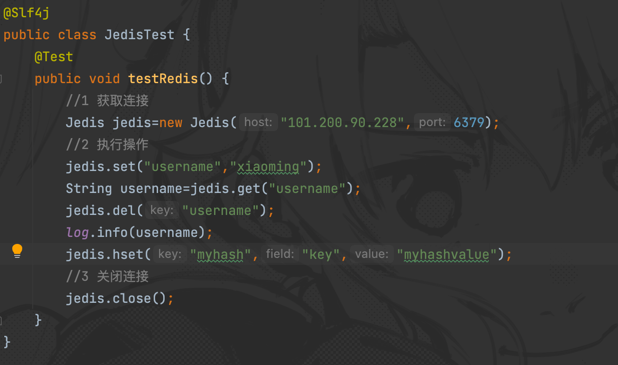 @Slf4j
public class JedisTest {
@Test
public void testRedis() {
//1 获取连接
Jedis jedis=new Jedis( host: "101.200.90.228", port: 6379);
//2 执行操作
jedis.set("username","xiaoming");
String username=jedis.get("username");
jedis.del( key: "username");
log.info(username);
jedis.hset( key: "myhash", field: "key", value: "myhashvalue");
//3 关闭连接
jedis.close();
}
}